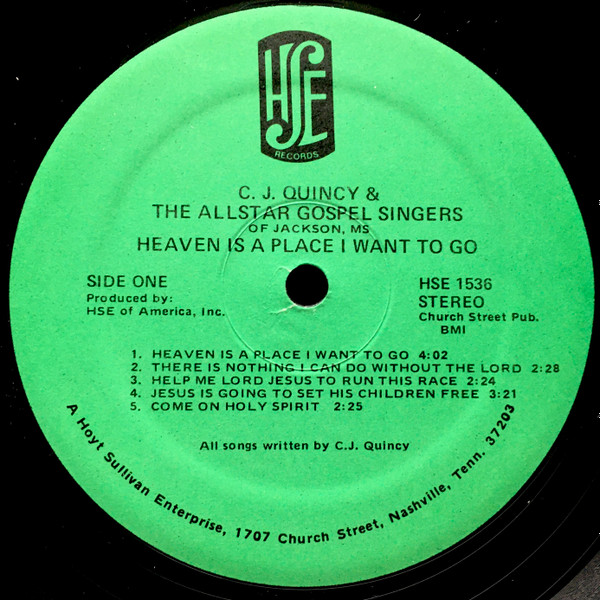 HSE
RECORDS
C. J. QUINCY &
THE ALLSTAR GOSPEL SINGERS
OF JACKSON, MS
HEAVEN IS A PLACE I WANT TO GO
SIDE ONE
Produced by:
HSE of America, Inc.
HSE 1536
STEREO
Church Street Pub.
BMI
1. HEAVEN IS A PLACE I WANT TO GO 4:02
2. THERE IS NOTHING I CAN DO WITHOUT THE LORD 2:28
3. HELP ME LORD JESUS TO RUN THIS RACE 2:24
4. JESUS IS GOING TO SET HIS CHILDREN FREE 3:21
5. COME ON HOLY SPIRIT 2:25
All songs written by C.J. Quincy
A Hoyt Sullivan Enterprise, 1707 Church Street, Nashville, Tenn. 37203